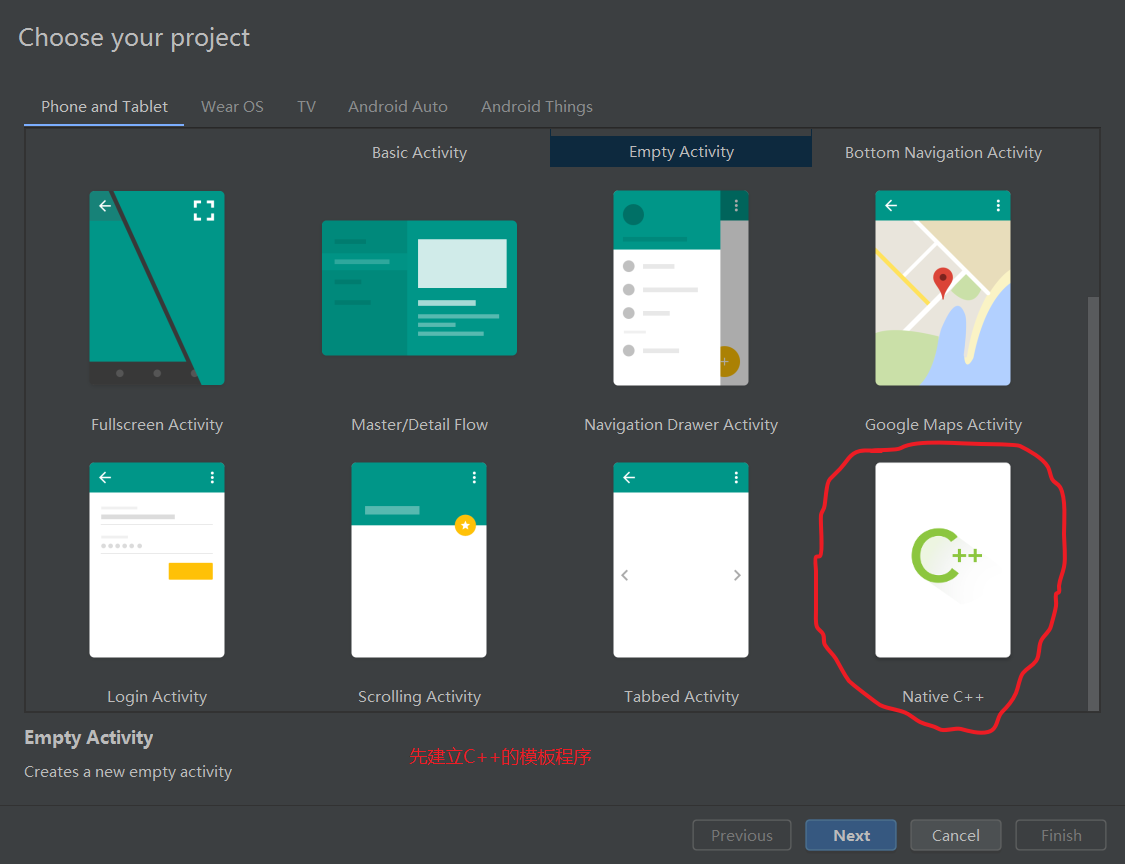 Choose your project
Phone and Tablet Wear OS TV Android Auto Android Things
Basic Activity Empty Activity Bottom Navigation Activity
Fullscreen Activity Master/Detail Flow Navigation Drawer Activity Google Maps Activity
C++
Login Activity Scrolling Activity Tabbed Activity Native C++
Empty Activity
先建立C++的模板程序
Creates a new empty activity
Previous Next Cancel Finish